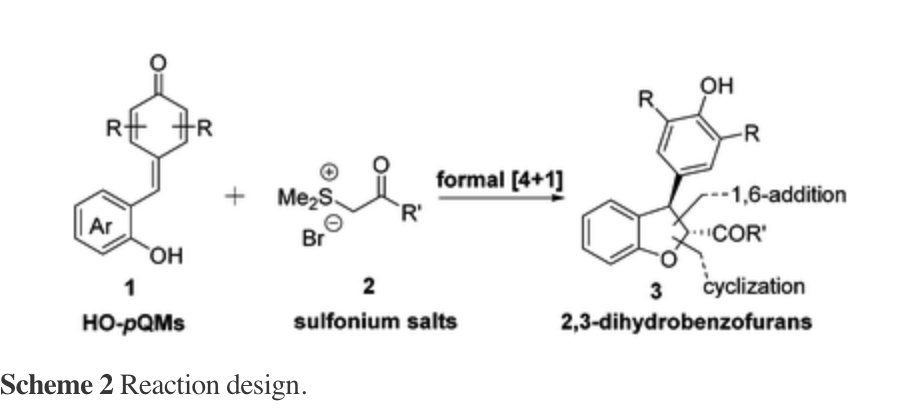 O
R R
Ar
OH
1
HO-pQMs
+
⊕
Me2S
O
R'
Br ⊖
2
sulfonium salts
formal [4+1]
OH
R
R
1,6-addition
COR'
O
3
cyclization
2,3-dihydrobenzofurans
Scheme 2 Reaction design.